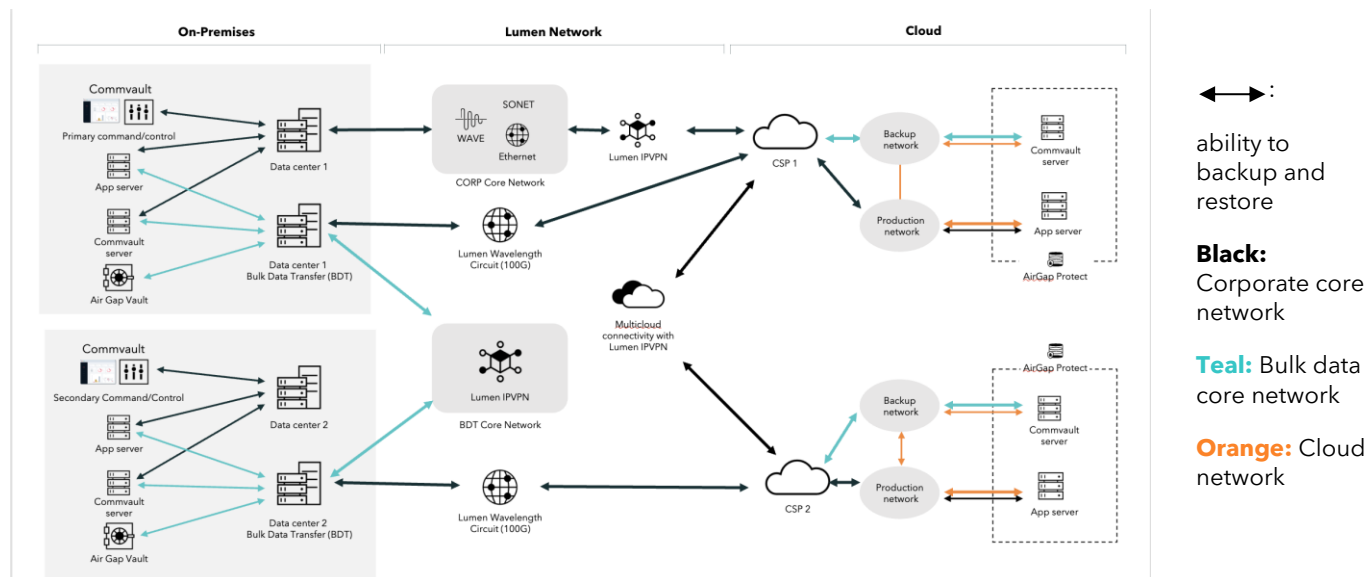 On-Premises
Lumen Network
Cloud
Commvault
Primary command/control
App server
Commvault
server
Air Gap Vault
Data center 1
Data center 1
Bulk Data Transfer (BDT)
SONET
WAVE
Ethernet
CORP Core Network
Lumen IPVPN
Lumen Wavelength
Circuit (100G)
CSP 1
Backup
network
Production
network
Commvault
server
App server
AirGap Protect
Multicloud
connectivity with
Lumen IPVPN
Lumen IPVPN
BDT Core Network
Commvault
Secondary Command/Control
App server
Commvault
server
Air Gap Vault
Data center 2
Data center 2
Bulk Data Transfer (BDT)
Lumen Wavelength
Circuit (100G)
CSP 2
Backup
network
Production
network
AirGap Protect
Commvault
server
App server
:
ability to
backup and
restore
Black:
Corporate core
network
Teal: Bulk data
core network
Orange: Cloud
network